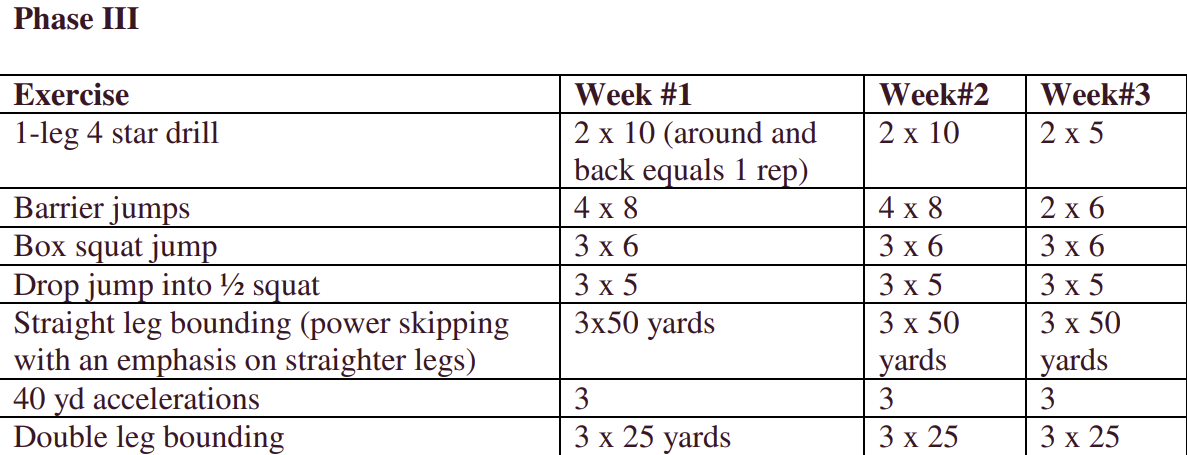 Phase III
Exercise Week #1 Week#2 Week#3
1-leg 4 star drill 2 x 10 (around and 2 x 10 2 x 5
back equals 1 rep)
Barrier jumps 4 x 8 4 x 8 2 x 6
Box squat jump 3 x 6 3 x 6 3 x 6
Drop jump into ½ squat 3 x 5 3 x 5 3 x 5
Straight leg bounding (power skipping 3x50 yards 3 x 50 3 x 50
with an emphasis on straighter legs) yards yards
40 yd accelerations 3 3 3
Double leg bounding 3 x 25 yards 3 x 25 3 x 25